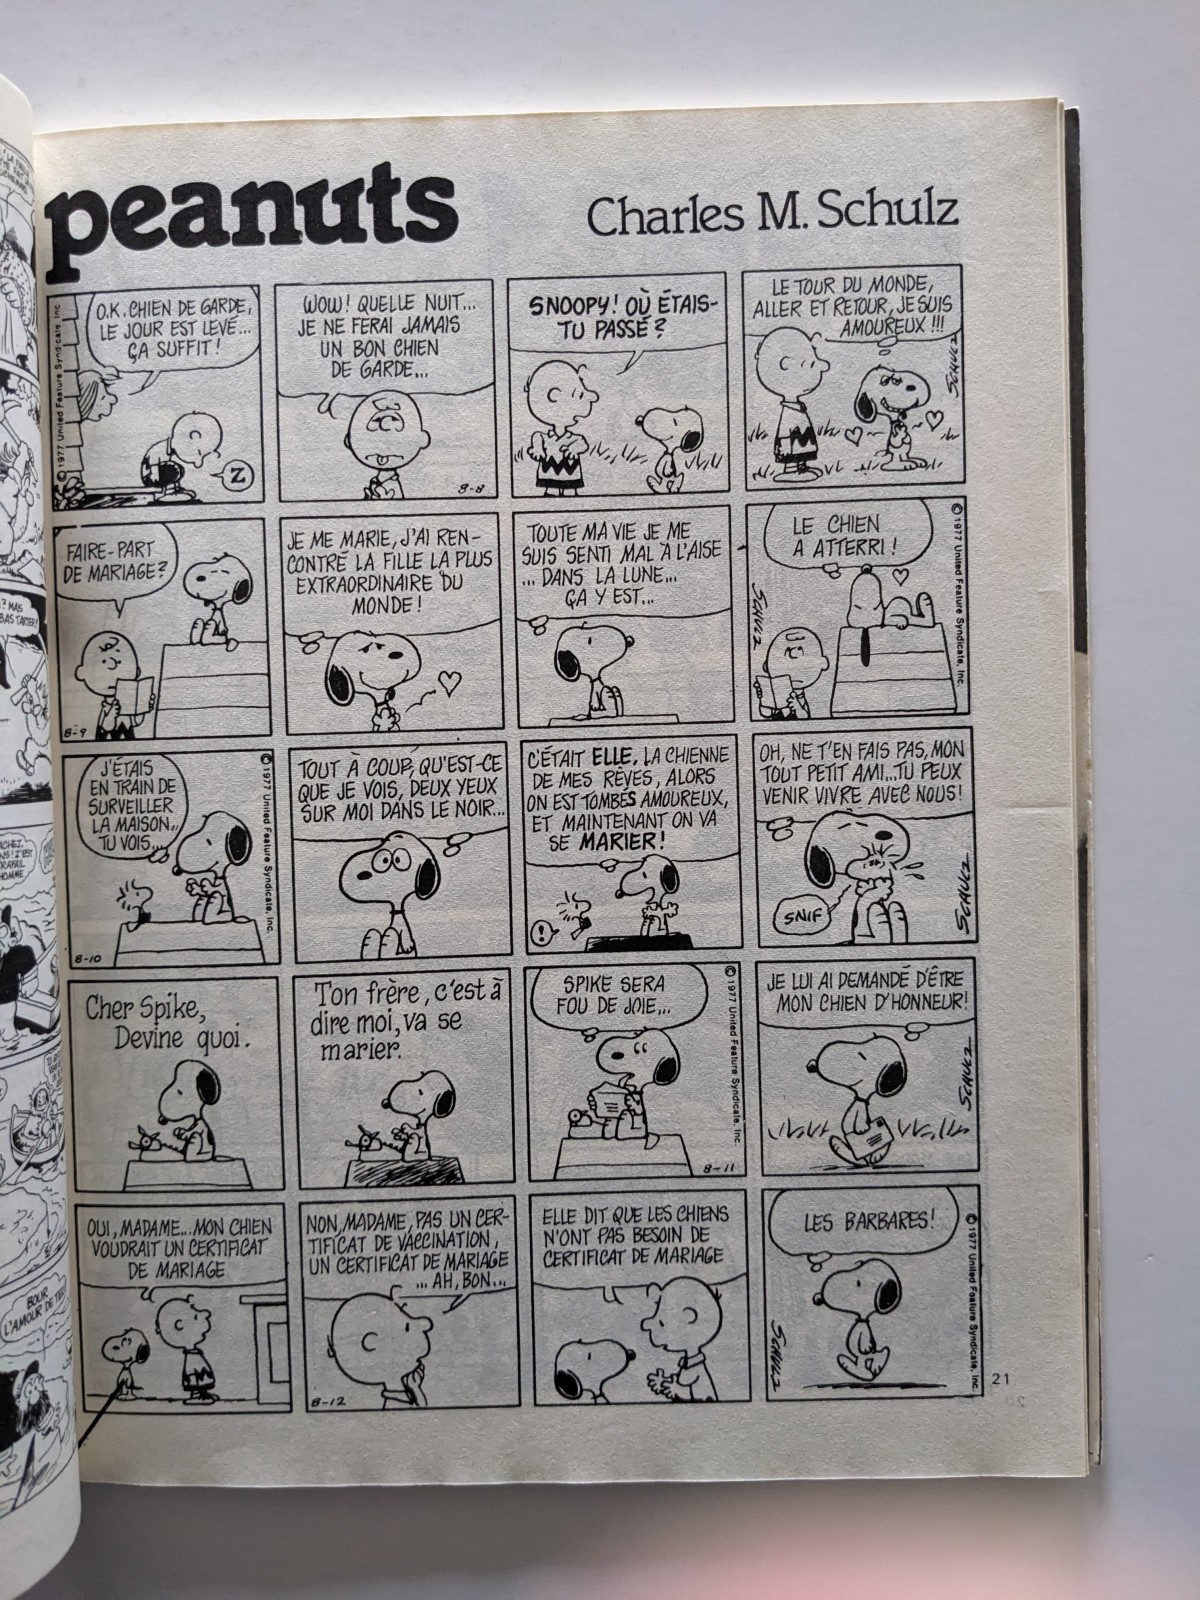 peanuts
Charles M. Schulz
O.K. CHIEN DE GARDE,
LE JOUR EST LEVÉ...
ÇA SUFFIT !
Z
© 1977 United Feature Syndicate, Inc
WOW! QUELLE NUIT...
JE NE FERAI JAMAIS
UN BON CHIEN
DE GARDE...
8-8
SNOOPY! OÙ ÉTAIS-
TU PASSÉ ?
LE TOUR DU MONDE,
ALLER ET RETOUR, JE SUIS
AMOUREUX !!!
SCHULZ
FAIRE-PART
DE MARIAGE?
8-9
JE ME MARIE, J'AI REN-
CONTRÉ LA FILLE LA PLUS
EXTRAORDINAIRE DU
MONDE !
TOUTE MA VIE JE ME
SUIS SENTI MAL À L'AISE
... DANS LA LUNE...
ÇA Y EST...
LE CHIEN
A ATTERRI !
SCHULZ
© 1977 United Feature Syndicate, Inc.
J'ÉTAIS
EN TRAIN DE
SURVEILLER
LA MAISON,,
TU VOIS...
8-10
© 1977 United Feature Syndicate, Inc.
TOUT À COUP, QU'EST-CE
QUE JE VOIS, DEUX YEUX
SUR MOI DANS LE NOIR...
C'ÉTAIT ELLE, LA CHIENNE
DE MES RÊVES, ALORS
ON EST TOMBÉS AMOUREUX,
ET MAINTENANT ON VA
SE MARIER!
!
OH, NE T'EN FAIS PAS, MON
TOUT PETIT AMI...TU PEUX
VENIR VIVRE AVEC NOUS!
SNIF
SCHULZ
Cher Spike,
Devine quoi.
Ton frère, c'est à
dire moi, va se
marier.
SPIKE SERA
FOU DE JOIE,..
8-11
© 1977 United Feature Syndicate, Inc.
JE LUI AI DEMANDÉ D'ÊTRE
MON CHIEN D'HONNEUR!
SCHULZ
OUI, MADAME...MON CHIEN
VOUDRAIT UN CERTIFICAT
DE MARIAGE
NON, MADAME, PAS UN CER-
TIFICAT DE VACCINATION,
UN CERTIFICAT DE MARIAGE
... AH, BON...
8-12
ELLE DIT QUE LES CHIENS
N'ONT PAS BESOIN DE
CERTIFICAT DE MARIAGE
LES BARBARES!
SCHULZ
© 1977 United Feature Syndicate, Inc.
21